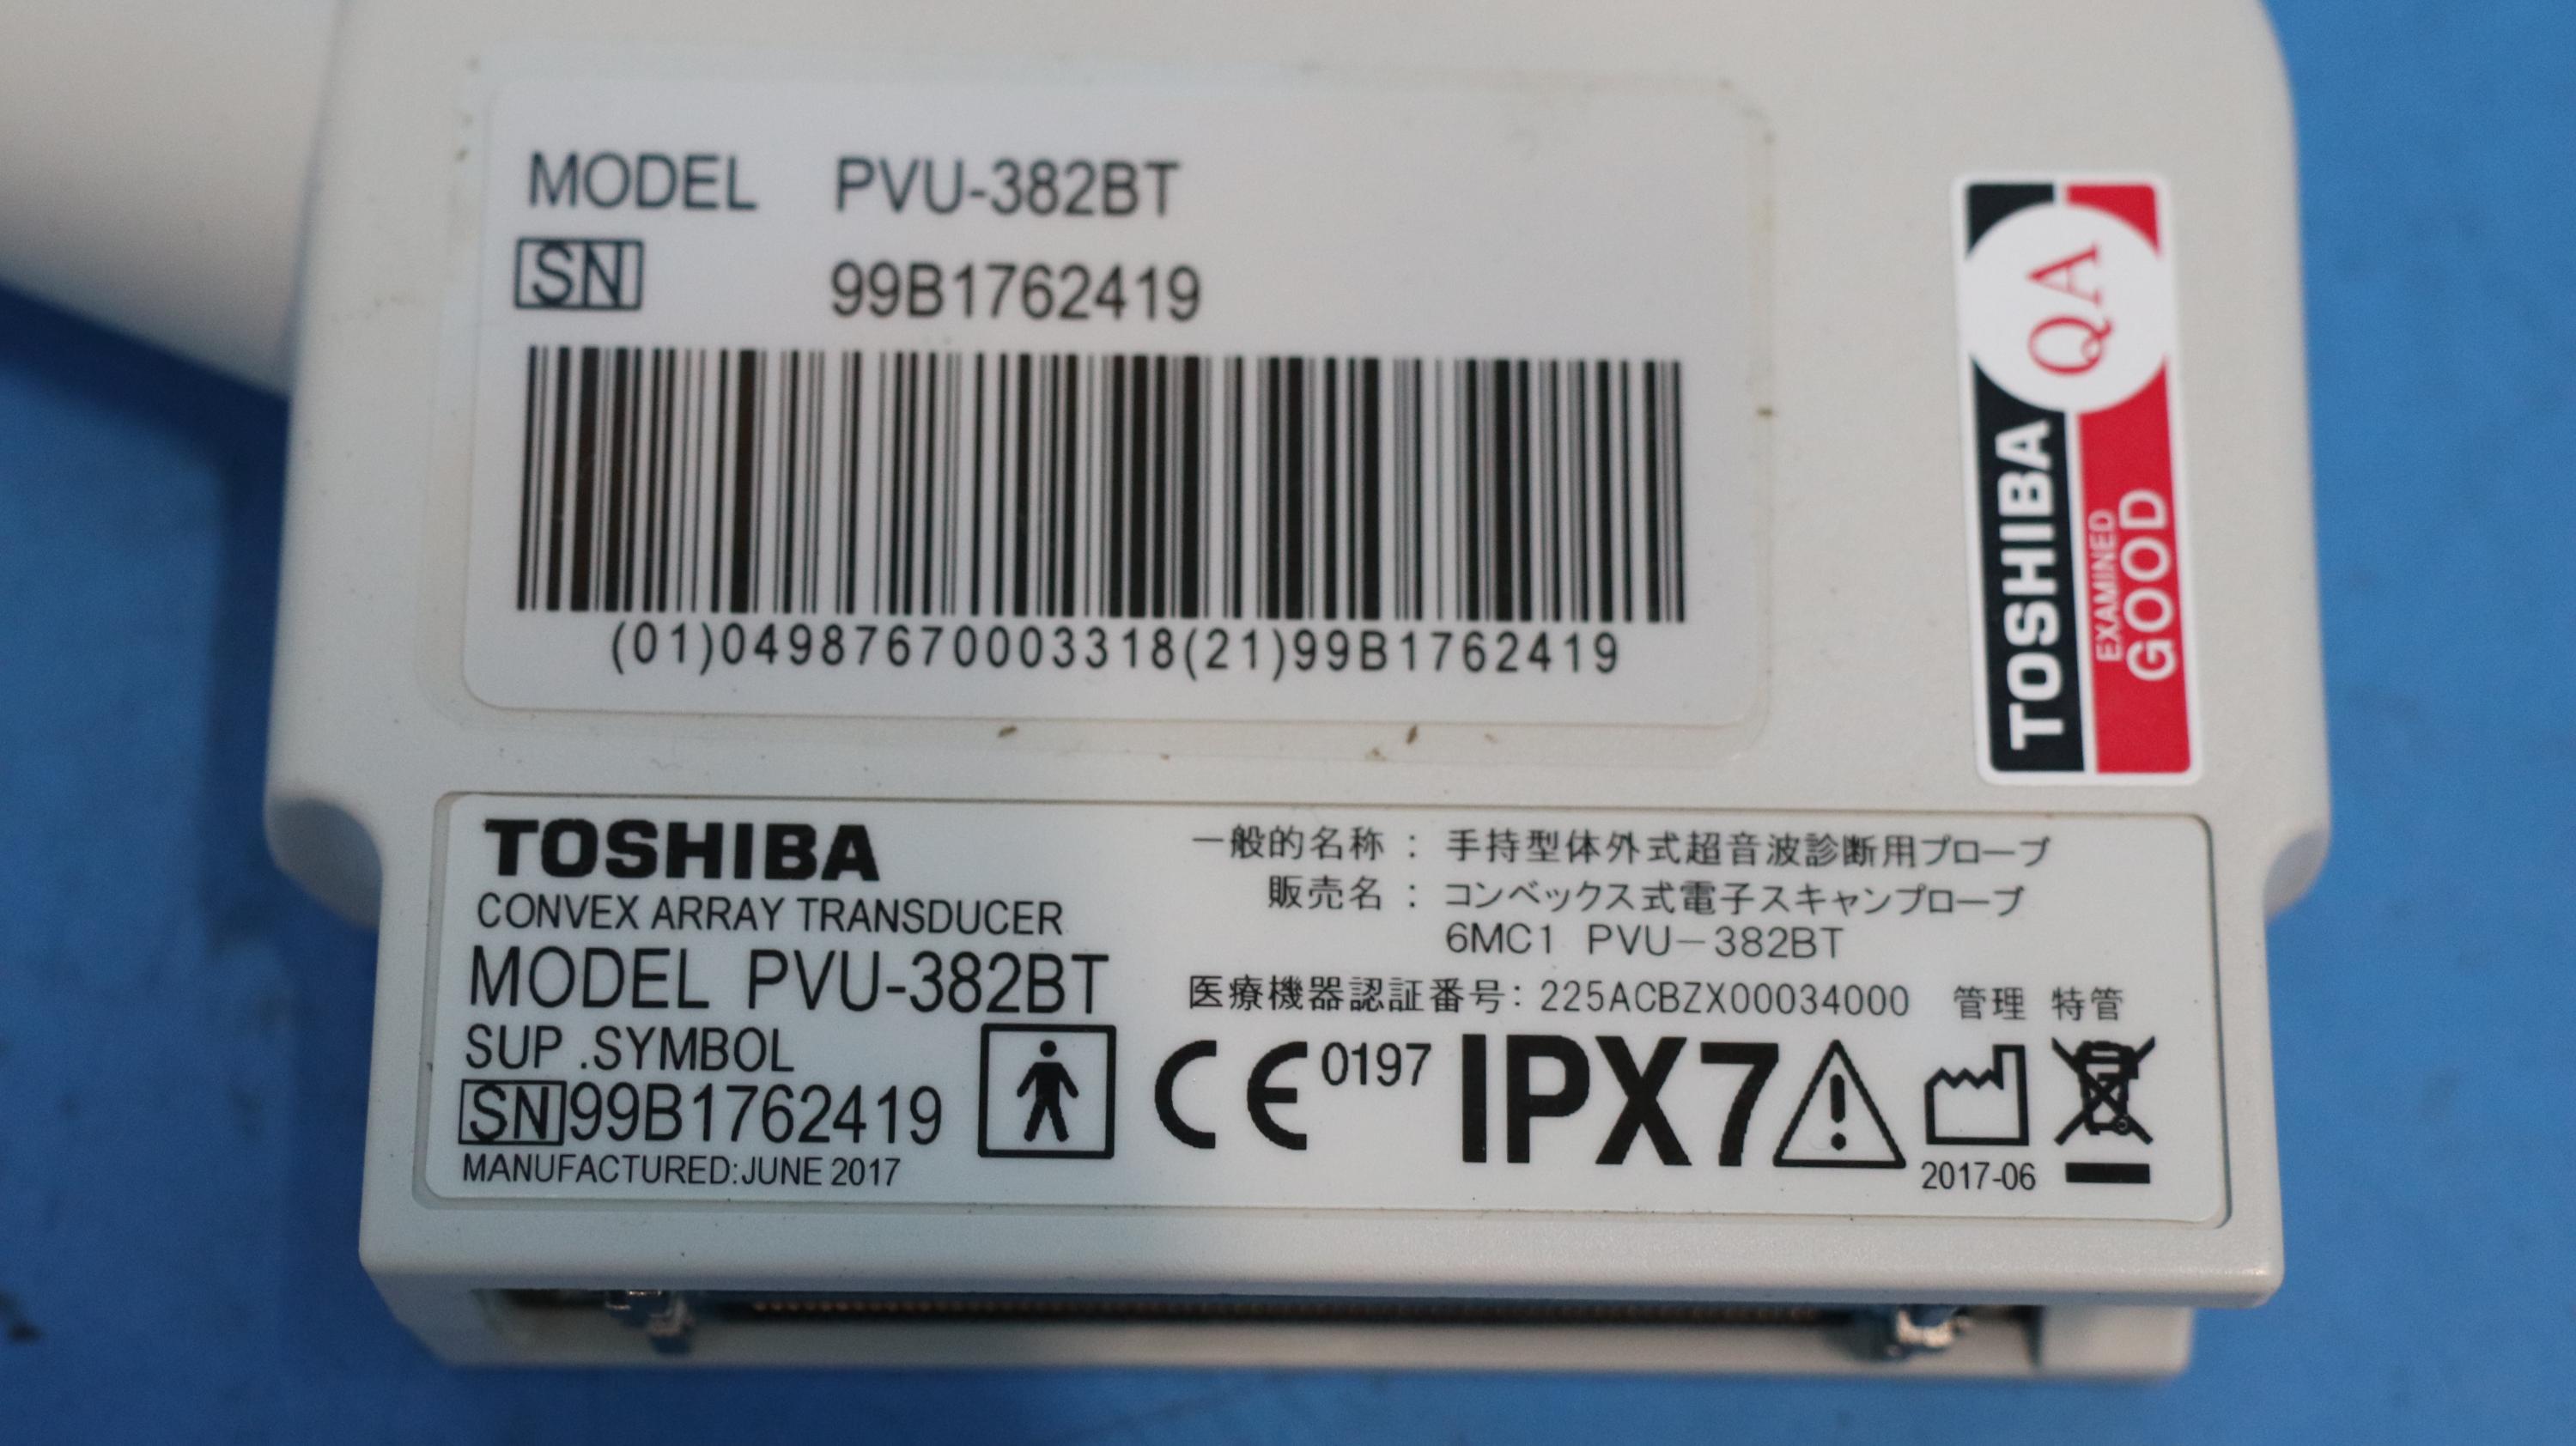 MODEL PVU-382BT
SN 99B1762419
(01)04987670003318(21)99B1762419
QA
TOSHIBA
EXAMINED
GOOD
TOSHIBA
CONVEX ARRAY TRANSDUCER
MODEL PVU-382BT
SUP .SYMBOL
SN 99B1762419
MANUFACTURED:JUNE 2017
一般的名称 : 手持型体外式超音波診断用プローブ
販売名 : コンベックス式電子スキャンプローブ
6MC1 PVU-382BT
医療機器認証番号: 225ACBZX00034000 管理 特管
CE 0197 IPX7
2017-06